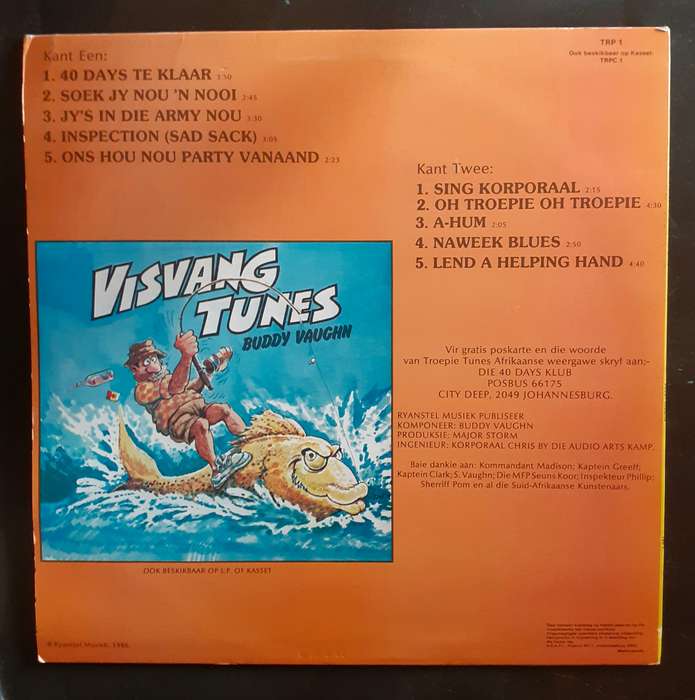 TRP 1
Ook beskikbaar op Kasset
TRPC 1
Kant Een:
1. 40 DAYS TE KLAAR 3:50
2. SOEK JY NOU 'N NOOI 2:45
3. JY'S IN DIE ARMY NOU 3:30
4. INSPECTION (SAD SACK) 3:05
5. ONS HOU NOU PARTY VANAAND 2:23
Kant Twee:
1. SING KORPORAAL 2:15
2. OH TROEPIE OH TROEPIE 4:30
3. A-HUM 2:05
4. NAWEEK BLUES 2:50
5. LEND A HELPING HAND 4:40
VISVANG
TUNES
BUDDY VAUGHN
OOK BESKIKBAAR OP L.P. OF KASSET
Vir gratis poskarte en die woorde
van Troepie Tunes Afrikaanse weergawe skryf aan;-
DIE 40 DAYS KLUB
POSBUS 66175
CITY DEEP, 2049 JOHANNESBURG.
RYANSTEL MUSIEK PUBLISEER
KOMPONEER: BUDDY VAUGHN
PRODUKSIE: MAJOR STORM
INGENIEUR: KORPORAAL CHRIS BY DIE AUDIO ARTS KAMP.
Baie dankie aan: Kommandant Madison; Kaptein Greeff;
Kaptein Clark; S. Vaughn; Die MFP Seuns Koor; Inspekteur Phillip;
Sherriff Pom en al die Suid-Afrikaanse Kunstenaars.
® Ryanstel Musiek, 1986